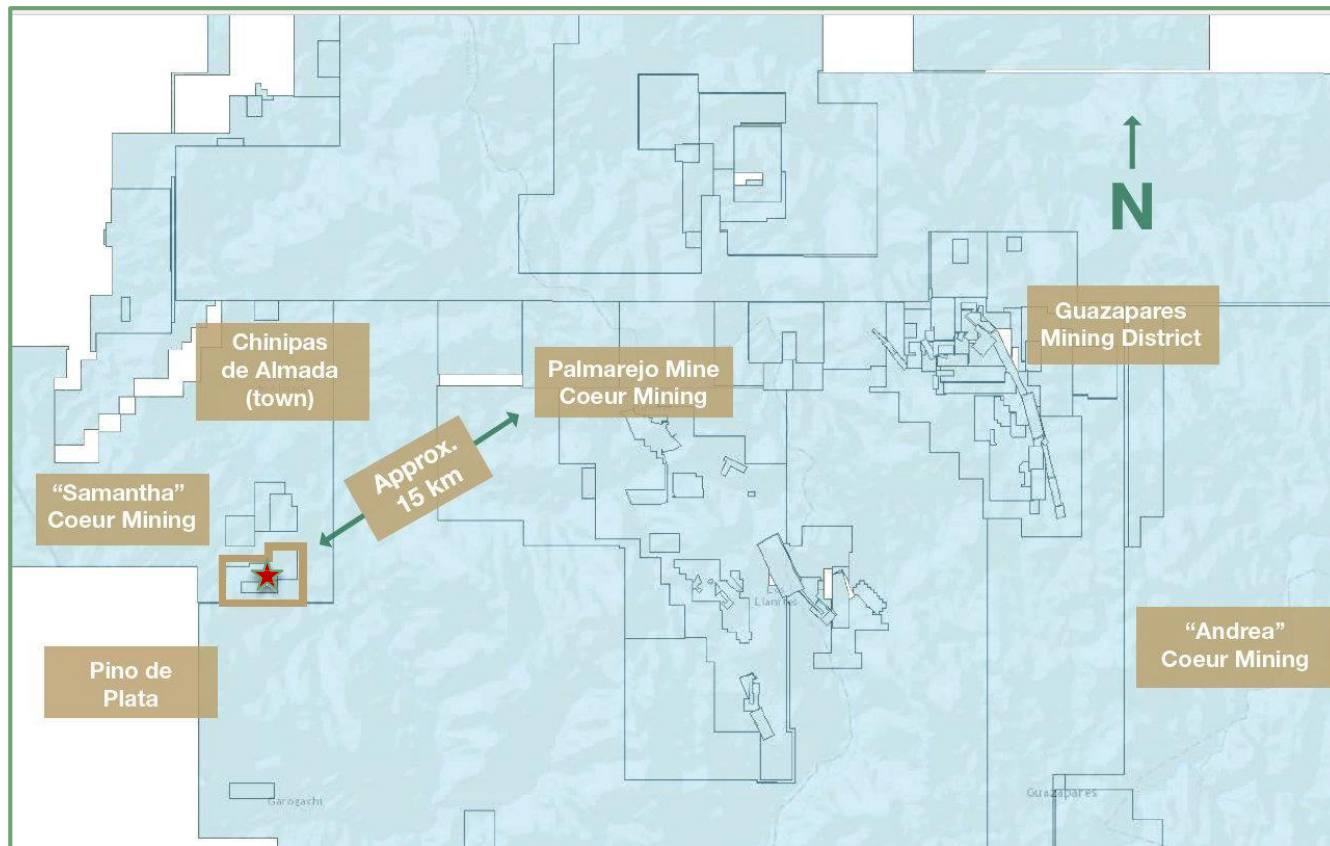 N
Guazapares
Mining District
Chinipas
de Almada
(town)
Palmarejo Mine
Coeur Mining
Approx.
15 km
“Samantha”
Coeur Mining
Llanitos
“Andrea”
Coeur Mining
Pino de
Plata
Guazapares
Garogachi